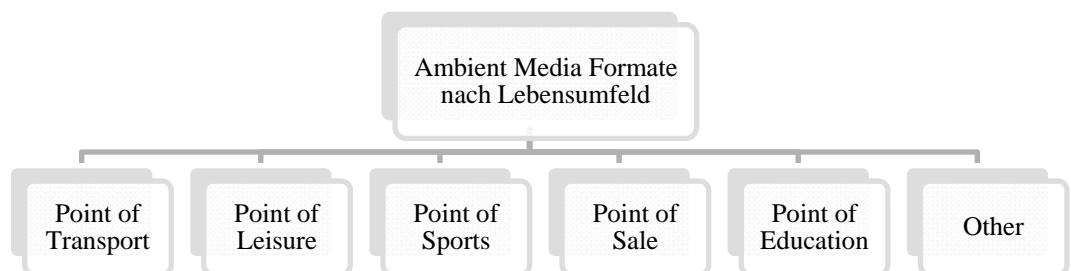 Ambient Media Formate
nach Lebensumfeld
Point of
Transport
Point of
Leisure
Point of
Sports
Point of
Sale
Point of
Education
Other